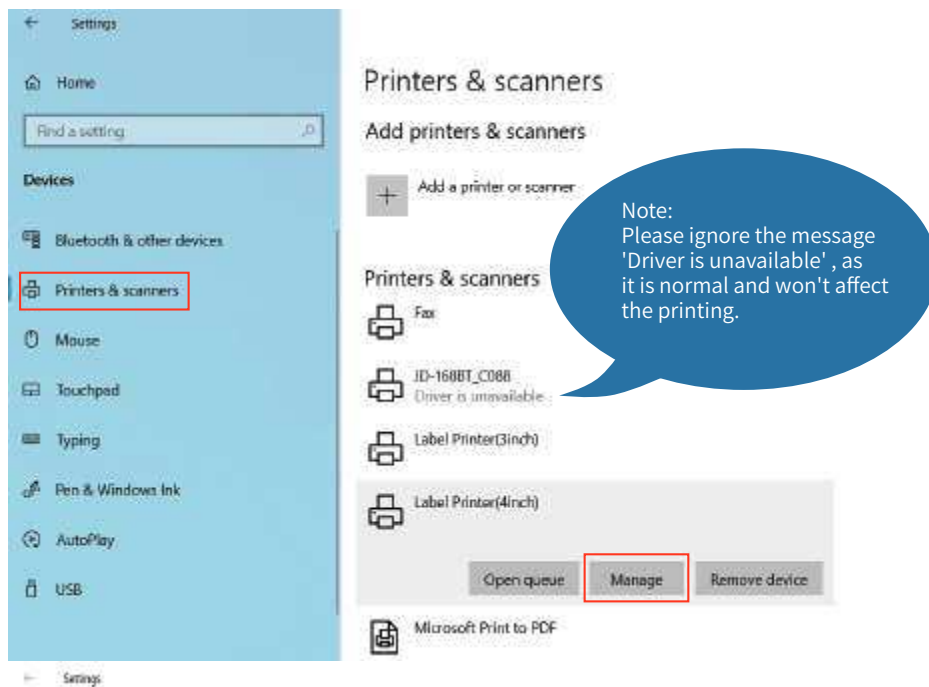 Settings
Home
Find a setting
Devices
Bluetooth & other devices
Printers & scanners
Mouse
Touchpad
Typing
Pen & Windows Ink
AutoPlay
USB
Printers & scanners
Add printers & scanners
Add a printer or scanner
Printers & scanners
Fax
JD-168BT_C08B
Driver is unavailable
Label Printer(3inch)
Label Printer(4inch)
Open queue
Manage
Remove device
Microsoft Print to PDF
Note:
Please ignore the message
'Driver is unavailable' , as
it is normal and won't affect
the printing.
Settings